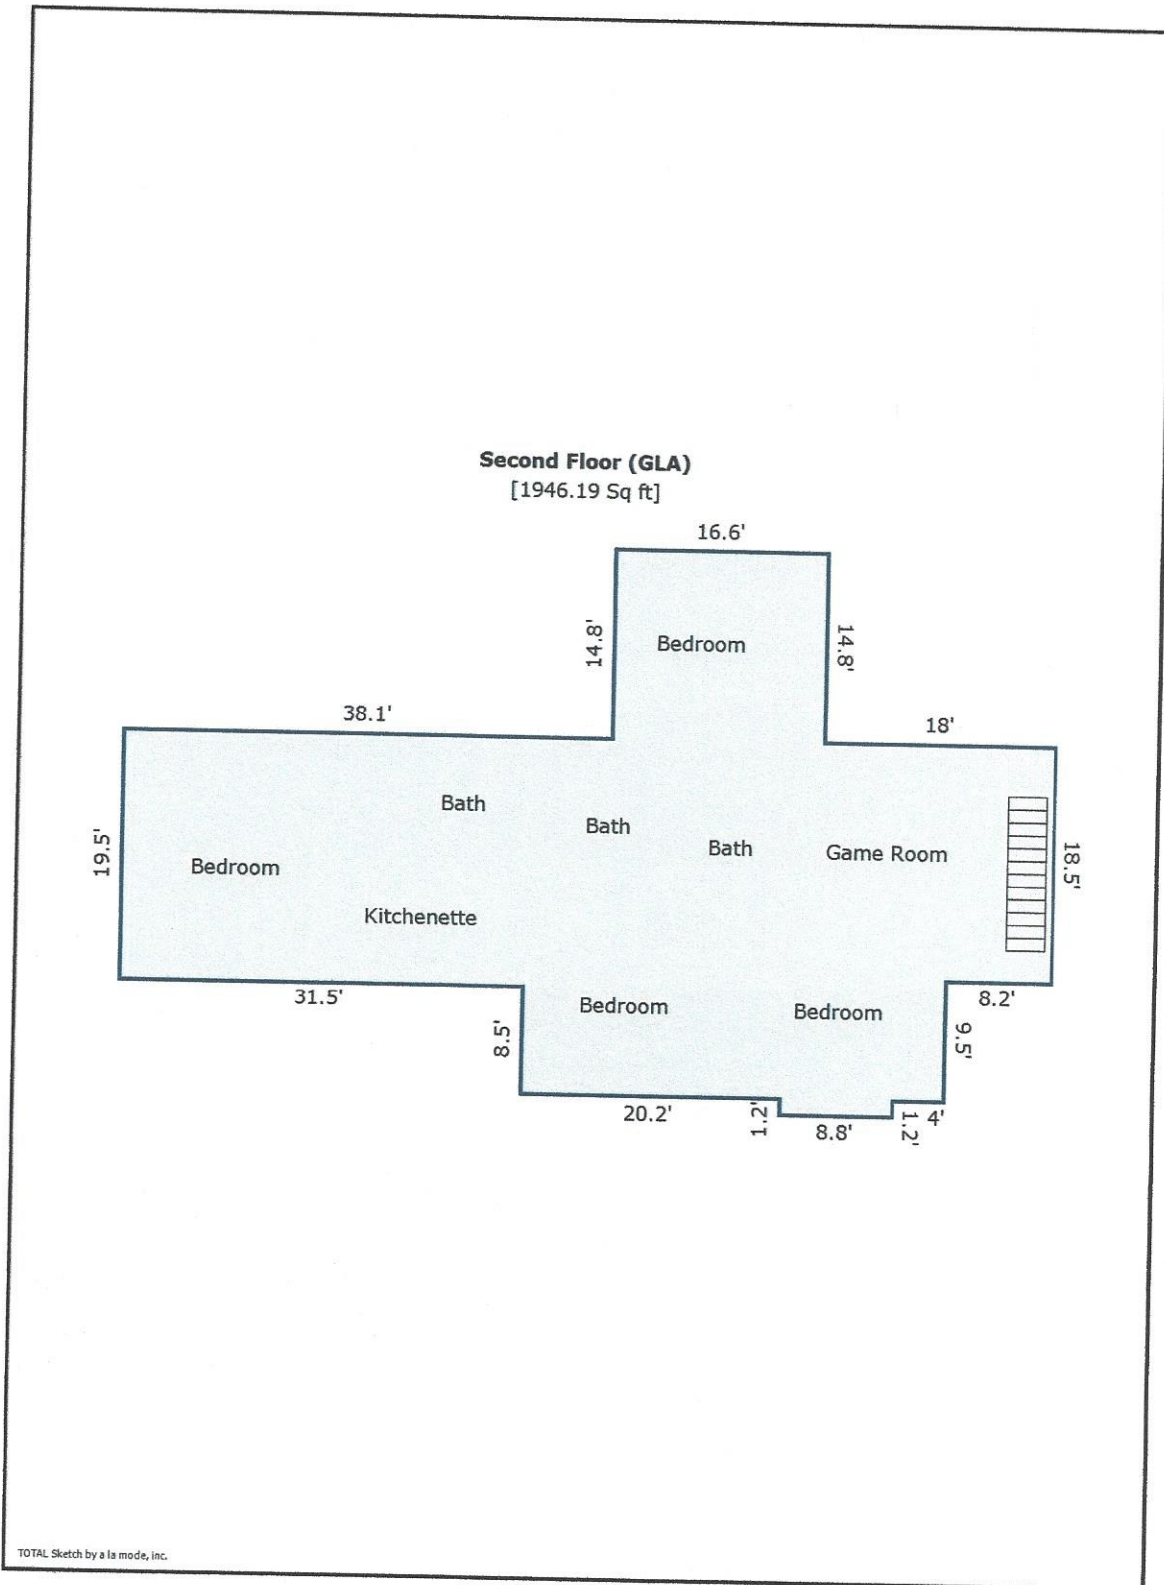 Second Floor (GLA)
[1946.19 Sq ft]
16.6'
14.8'
Bedroom
14.8'
38.1'
18'
Bath
Bath
Bath
Game Room
19.5'
Bedroom
18.5'
Kitchenette
31.5'
Bedroom
Bedroom
8.2'
8.5'
9.5'
20.2'
1.2'
8.8'
1.2'
4'
TOTAL Sketch by a la mode, inc.